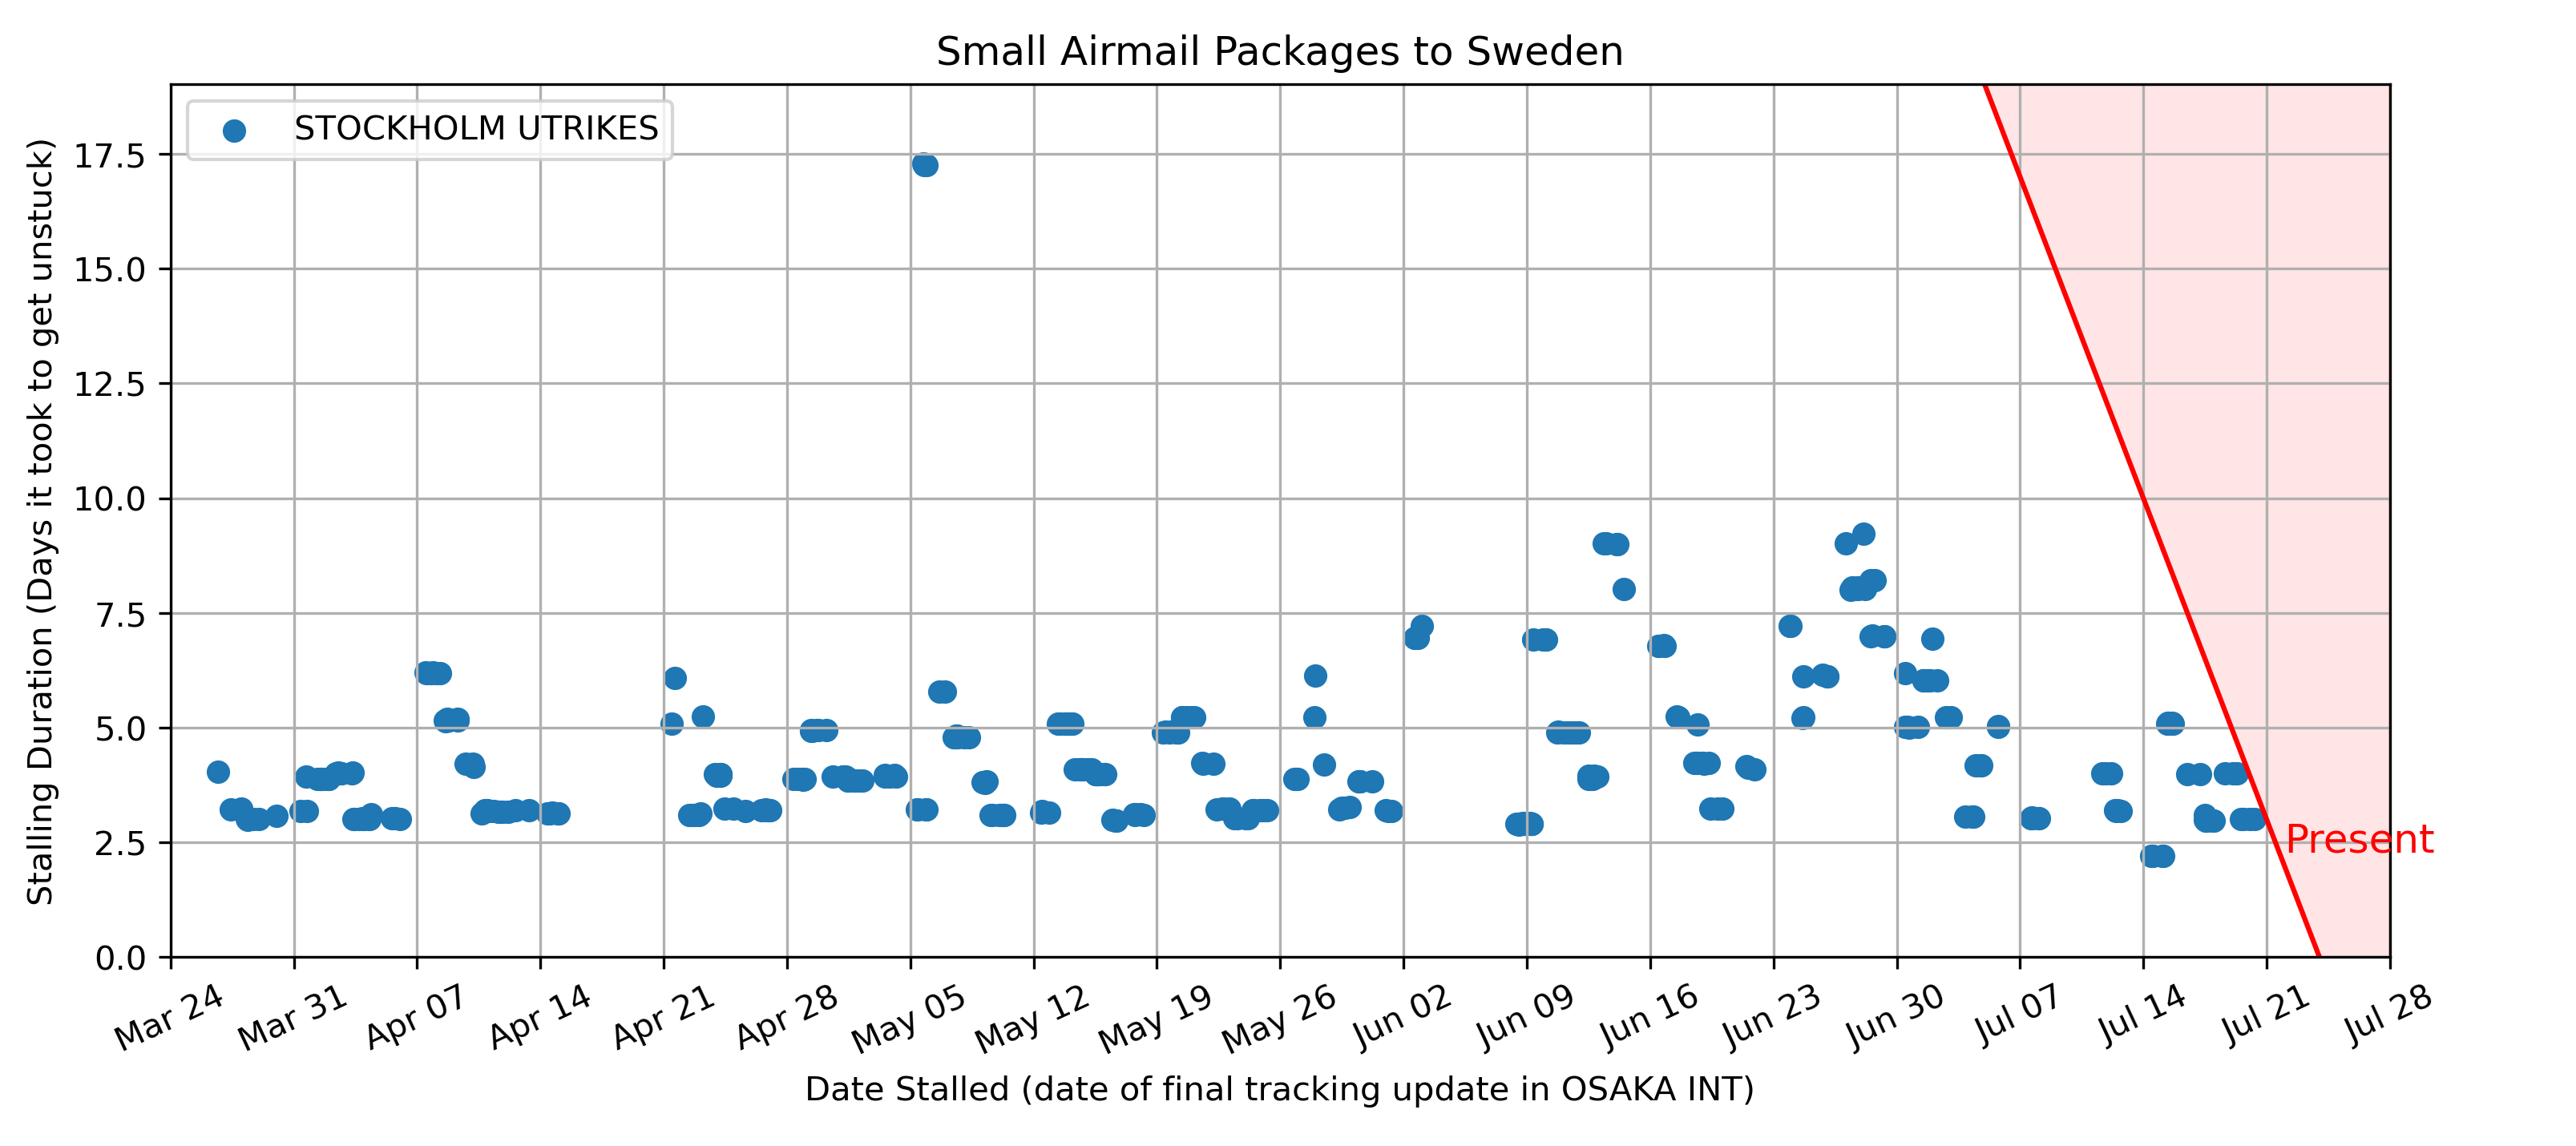 Small Airmail Packages to Sweden
STOCKHOLM UTRIKES
Stalling Duration (Days it took to get unstuck)
17.5
15.0
12.5
10.0
7.5
5.0
2.5
0.0
Present
Mar 24 Mar 31 Apr 07 Apr 14 Apr 21 Apr 28 May 05 May 12 May 19 May 26 Jun 02 Jun 09 Jun 16 Jun 23 Jun 30 Jul 07 Jul 14 Jul 21 Jul 28
Date Stalled (date of final tracking update in OSAKA INT)